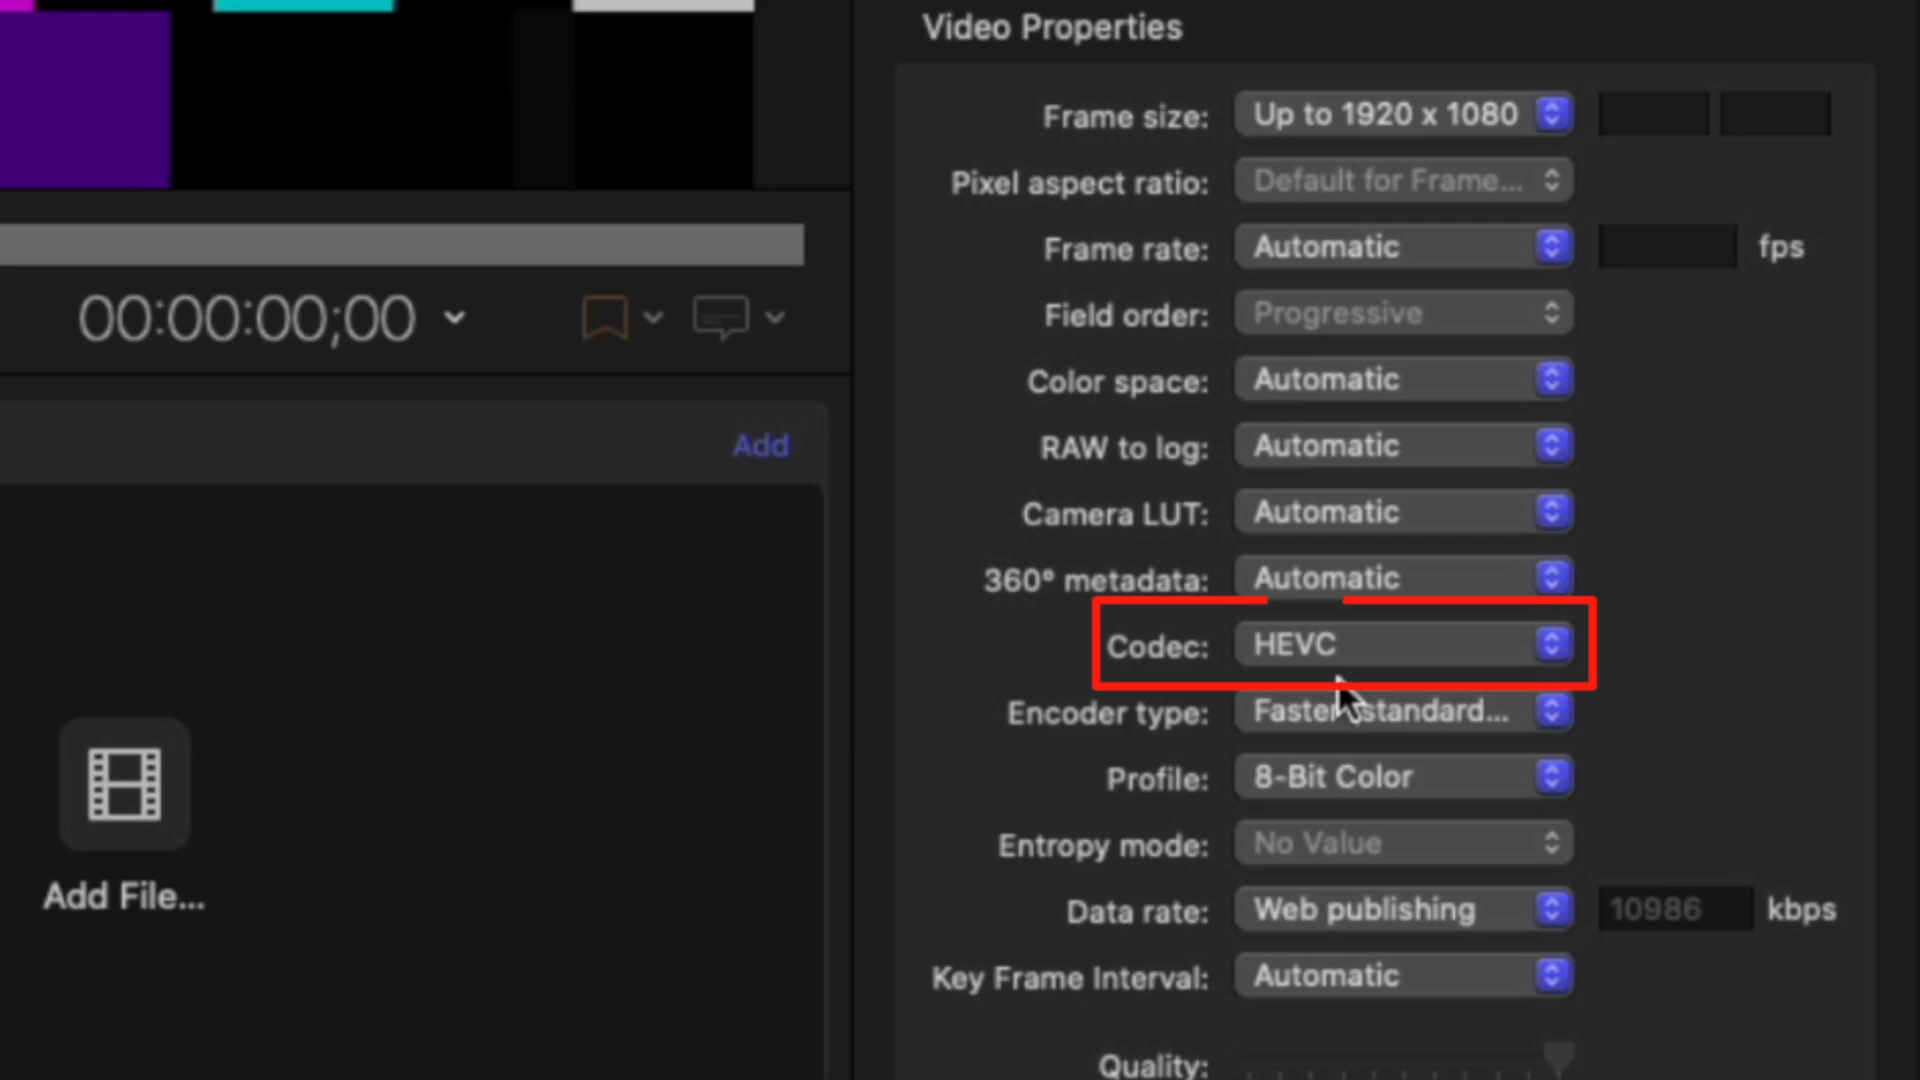 Video Properties
Frame size: Up to 1920 x 1080
Pixel aspect ratio: Default for Frame...
Frame rate: Automatic fps
Field order: Progressive
Color space: Automatic
RAW to log: Automatic
Camera LUT: Automatic
360° metadata: Automatic
Codec: HEVC
Encoder type: Faster standard...
Profile: 8-Bit Color
Entropy mode: No Value
Data rate: Web publishing 10986 kbps
Key Frame Interval: Automatic
Quality:
00:00:00;00
Add
Add File...